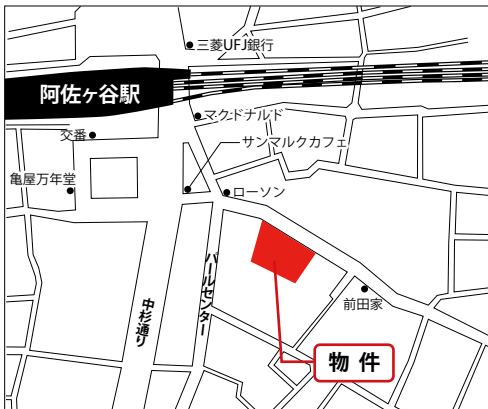 三菱UFJ銀行
阿佐ヶ谷駅
マクドナルド
交番
サンマルクカフェ
亀屋万年堂
ローソン
パールセンター
中杉通り
前田家
物件